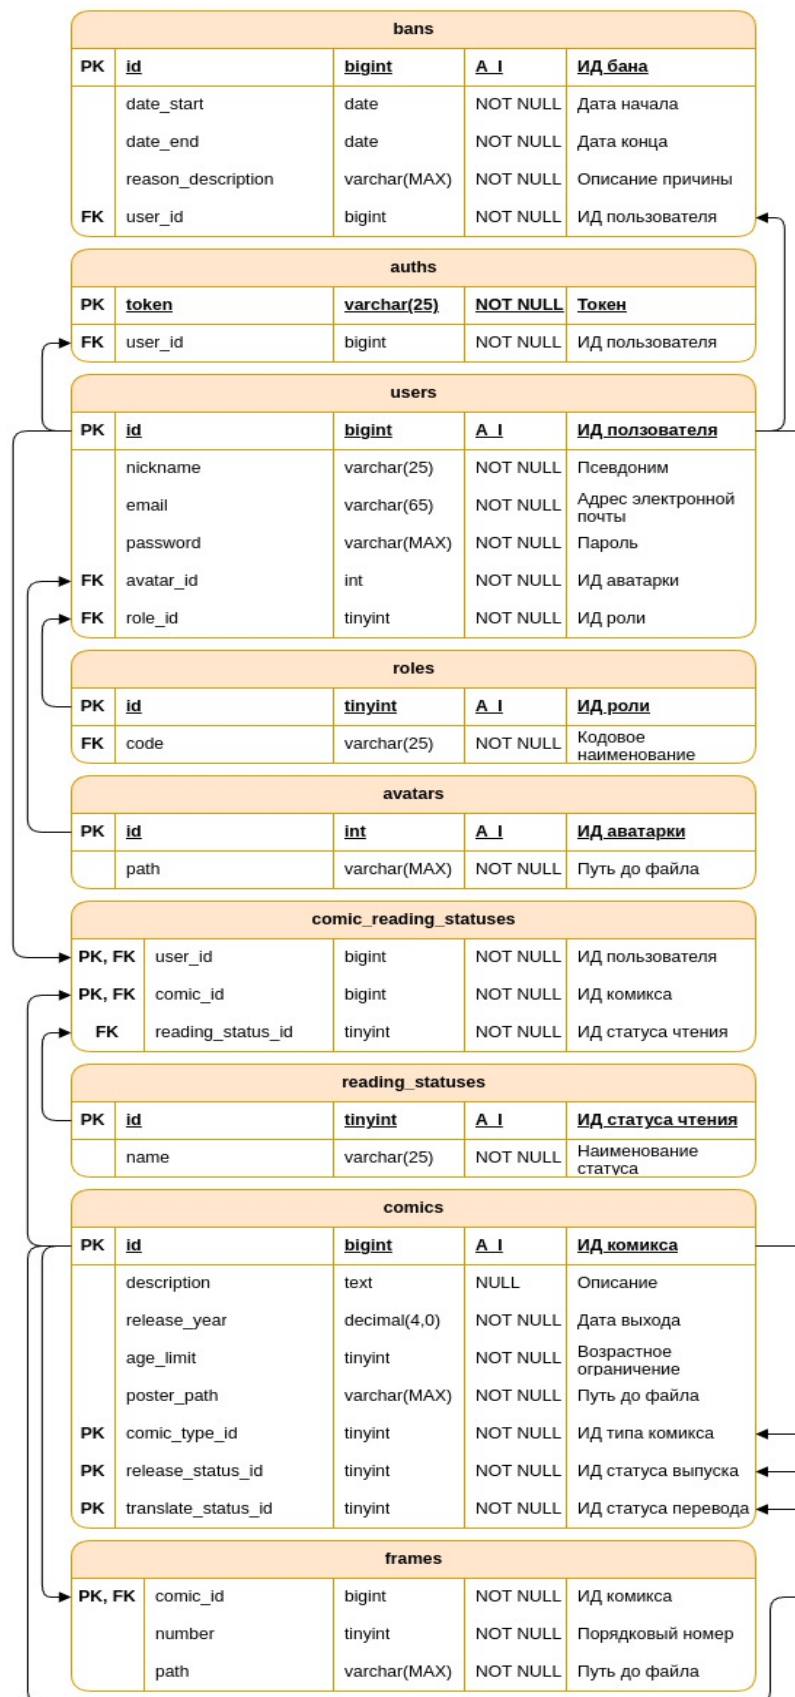 bans
PK id bigint A_I ИД бана
date_start date NOT NULL Дата начала
date_end date NOT NULL Дата конца
reason_description varchar(MAX) NOT NULL Описание причины
FK user_id bigint NOT NULL ИД пользователя
auths
PK token varchar(25) NOT NULL Токен
FK user_id bigint NOT NULL ИД пользователя
users
PK id bigint A_I ИДползователя
nickname varchar(25) NOT NULL Псевдоним
email varchar(65) NOT NULL Адрес электронной
почты
password varchar(MAX) NOT NULL Пароль
FK avatar_id int NOT NULL ИД аватарки
FK role_id tinyint NOT NULL ИД роли
roles
PK id tinyint A_I ИД роли
FK code varchar(25) NOT NULL Кодовое
наименование
avatars
PK id int A_I ИД аватарки
path varchar(MAX) NOT NULL Путь до файла
comic_reading_statuses
PK, FK user_id bigint NOT NULL ИД пользователя
PK, FK comic_id bigint NOT NULL ИД комикса
FK reading_status_id tinyint NOT NULL ИД статуса чтения
reading_statuses
PK id tinyint A_I ИД статуса чтения
name varchar(25) NOT NULL Наименование
статуса
comics
PK id bigint A_I ИД комикса
description text NULL Описание
release_year decimal(4,0) NOT NULL Дата выхода
age_limit tinyint NOT NULL Возрастное
ограничение
poster_path varchar(MAX) NOT NULL Путь до файла
PK comic_type_id tinyint NOT NULL ИД типа комикса
PK release_status_id tinyint NOT NULL ИД статуса выпуска
PK translate_status_id tinyint NOT NULL ИД статуса перевода
frames
PK, FK comic_id bigint NOT NULL ИД комикса
number tinyint NOT NULL Порядковый номер
path varchar(MAX) NOT NULL Путь до файла